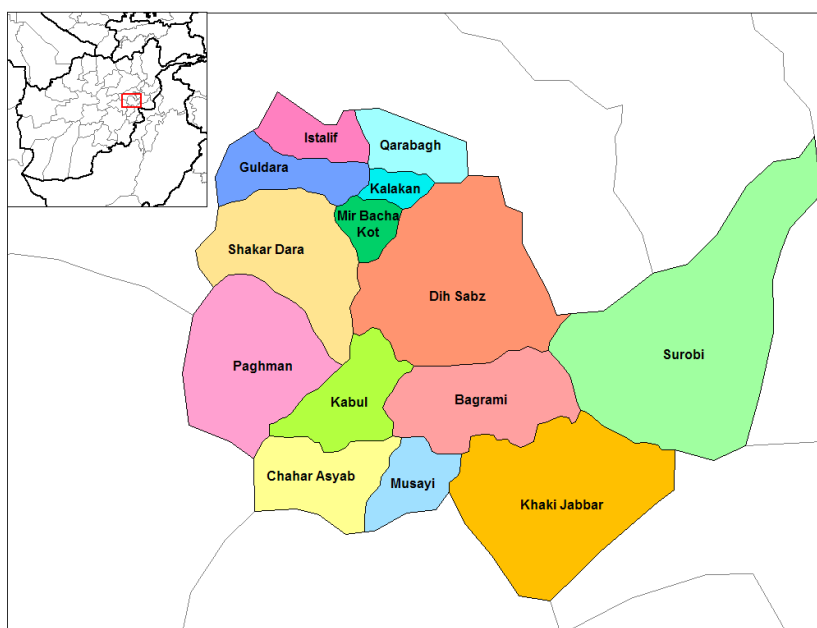 Istalif
Qarabagh
Guldara
Kalakan
Mir Bacha
Kot
Shakar Dara
Dih Sabz
Surobi
Paghman
Kabul
Bagrami
Chahar Asyab
Musayi
Khaki Jabbar